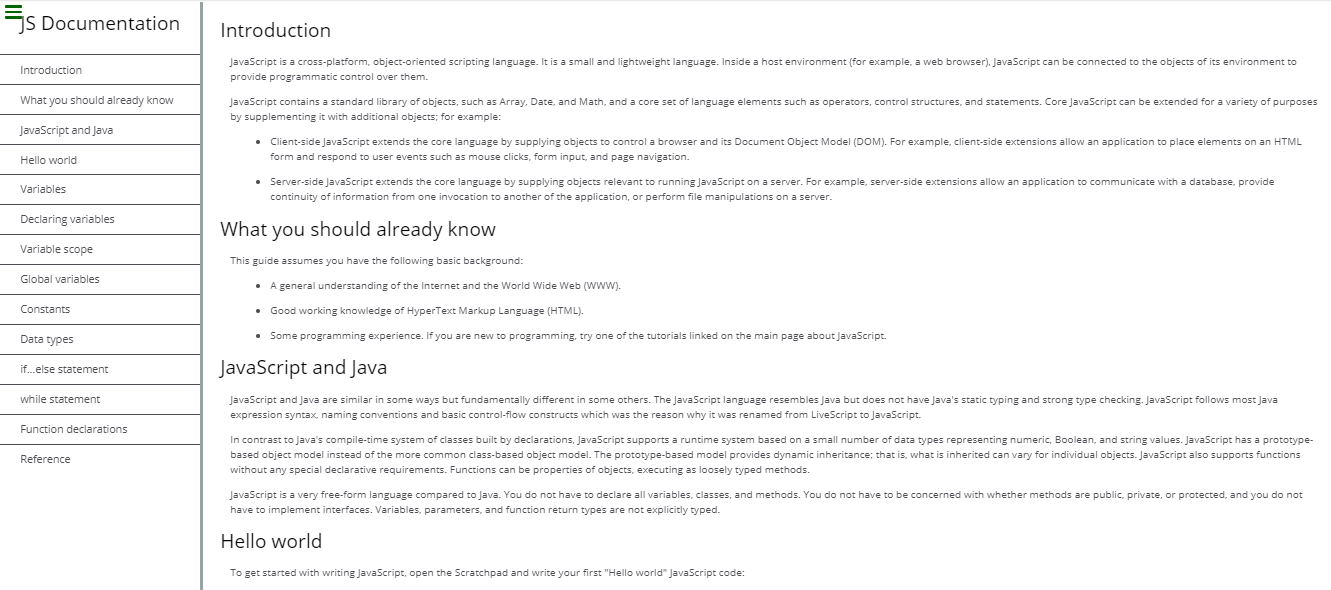 JS Documentation
Introduction
What you should already know
JavaScript and Java
Hello world
Variables
Declaring variables
Variable scope
Global variables
Constants
Data types
if...else statement
while statement
Function declarations
Reference
Introduction
JavaScript is a cross-platform, object-oriented scripting language. It is a small and lightweight language. Inside a host environment (for example, a web browser), JavaScript can be connected to the objects of its environment to
provide programmatic control over them.
JavaScript contains a standard library of objects, such as Array, Date, and Math, and a core set of language elements such as operators, control structures, and statements. Core JavaScript can be extended for a variety of purposes
by supplementing it with additional objects; for example:
• Client-side JavaScript extends the core language by supplying objects to control a browser and its Document Object Model (DOM). For example, client-side extensions allow an application to place elements on an HTML
form and respond to user events such as mouse clicks, form input, and page navigation.
• Server-side JavaScript extends the core language by supplying objects relevant to running JavaScript on a server. For example, server-side extensions allow an application to communicate with a database, provide
continuity of information from one invocation to another of the application, or perform file manipulations on a server.
What you should already know
This guide assumes you have the following basic background:
• A general understanding of the Internet and the World Wide Web (WWW).
• Good working knowledge of HyperText Markup Language (HTML).
• Some programming experience. If you are new to programming, try one of the tutorials linked on the main page about JavaScript.
JavaScript and Java
JavaScript and Java are similar in some ways but fundamentally different in some others. The JavaScript language resembles Java but does not have Java's static typing and strong type checking. JavaScript follows most Java
expression syntax, naming conventions and basic control-flow constructs which was the reason why it was renamed from LiveScript to JavaScript.
In contrast to Java's compile-time system of classes built by declarations, JavaScript supports a runtime system based on a small number of data types representing numeric, Boolean, and string values. JavaScript has a prototype-
based object model instead of the more common class-based object model. The prototype-based model provides dynamic inheritance; that is, what is inherited can vary for individual objects. JavaScript also supports functions
without any special declarative requirements. Functions can be properties of objects, executing as loosely typed methods.
JavaScript is a very free-form language compared to Java. You do not have to declare all variables, classes, and methods. You do not have to be concerned with whether methods are public, private, or protected, and you do not
have to implement interfaces. Variables, parameters, and function return types are not explicitly typed.
Hello world
To get started with writing JavaScript, open the Scratchpad and write your first "Hello world" JavaScript code: